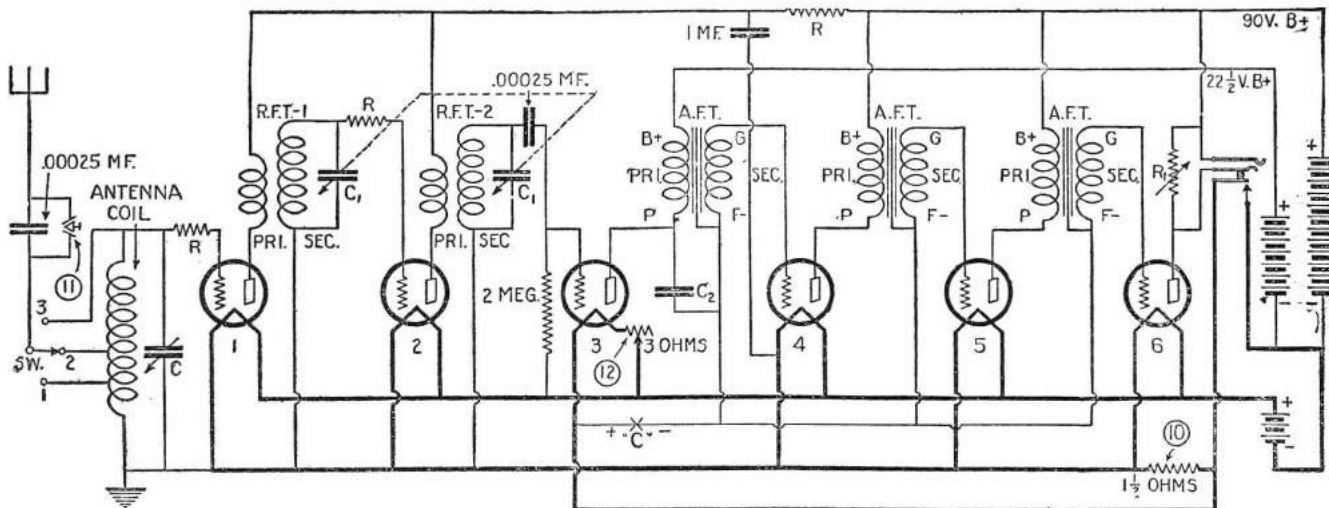 90V. B+
1 MF.
R
.00025 MF.
22 1/2 V. B+
R.F.T.-1
R
R.F.T.-2
A.F.T.
A.F.T.
A.F.T.
.00025 MF.
ANTENNA
COIL
B+
G
B+
G
B+
G
C₁
C₁
PRI.
SEC.
PRI.
SEC.
PRI
SEC
R₁
P
F-
P
F-
P
F-
+
+
R
PRI.
SEC.
PRI.
SEC
11
2 MEG.
C₂
3
SW.
2
C
1
1
2
3
3 OHMS
4
5
6
12
+ "C" -
10
+
-
1 1/2 OHMS